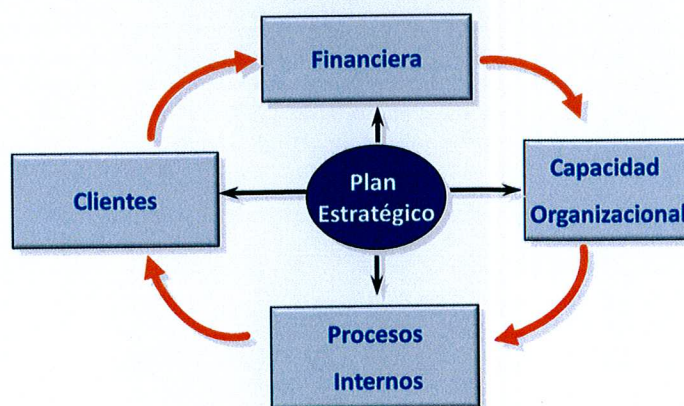 Financiera
Clientes
Plan
Estratégico
Capacidad
Organizacional
Procesos
Internos